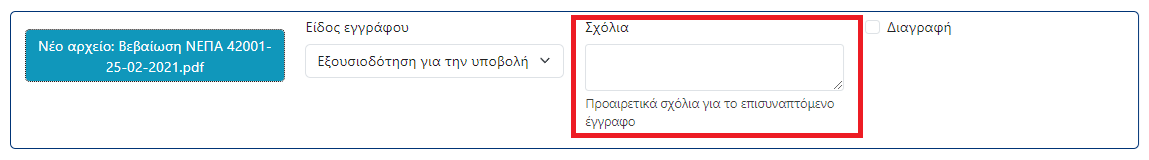 Νέο αρχείο: Βεβαίωση ΝΕΠΑ 42001-
25-02-2021.pdf
Είδος εγγράφου
Εξουσιοδότηση για την υποβολή
Σχόλια
Προαιρετικά σχόλια για το επισυναπτόμενο
έγγραφο
Διαγραφή